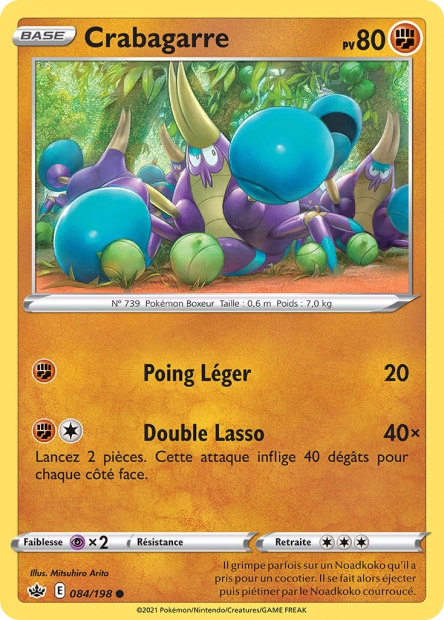 BASE
Crabagarre
PV 80
N° 739 Pokémon Boxeur Taille : 0,6 m Poids : 7,0 kg
Poing Léger 20
Double Lasso 40×
Lancez 2 pièces. Cette attaque inflige 40 dégâts pour
chaque côté face.
Faiblesse ×2 Résistance Retraite
Illus. Mitsuhiro Arita
Il grimpe parfois sur un Noadkoko qu'il a
pris pour un cocotier. Il se fait alors éjecter
puis piétiner par le Noadkoko courroucé.
E 084/198
©2021 Pokémon/Nintendo/Creatures/GAME FREAK